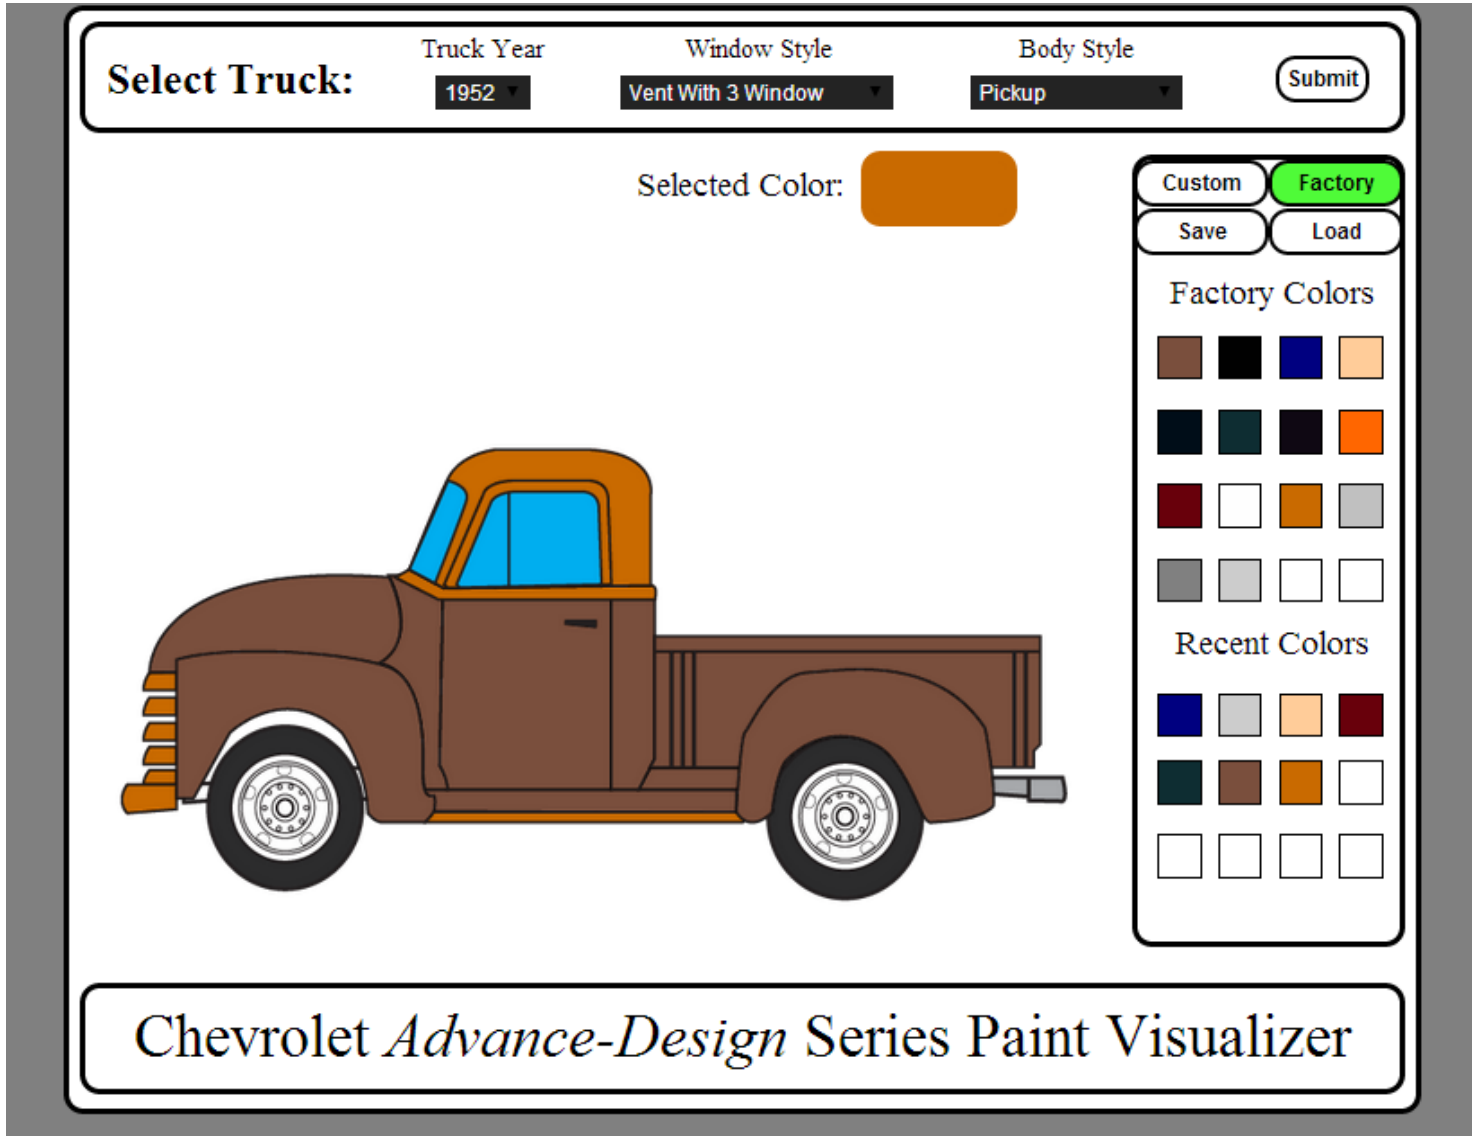 Select Truck:
Truck Year
Window Style
Body Style
1952
Vent With 3 Window
Pickup
Submit
Selected Color:
Custom
Factory
Save
Load
Factory Colors
Recent Colors
Chevrolet Advance-Design Series Paint Visualizer